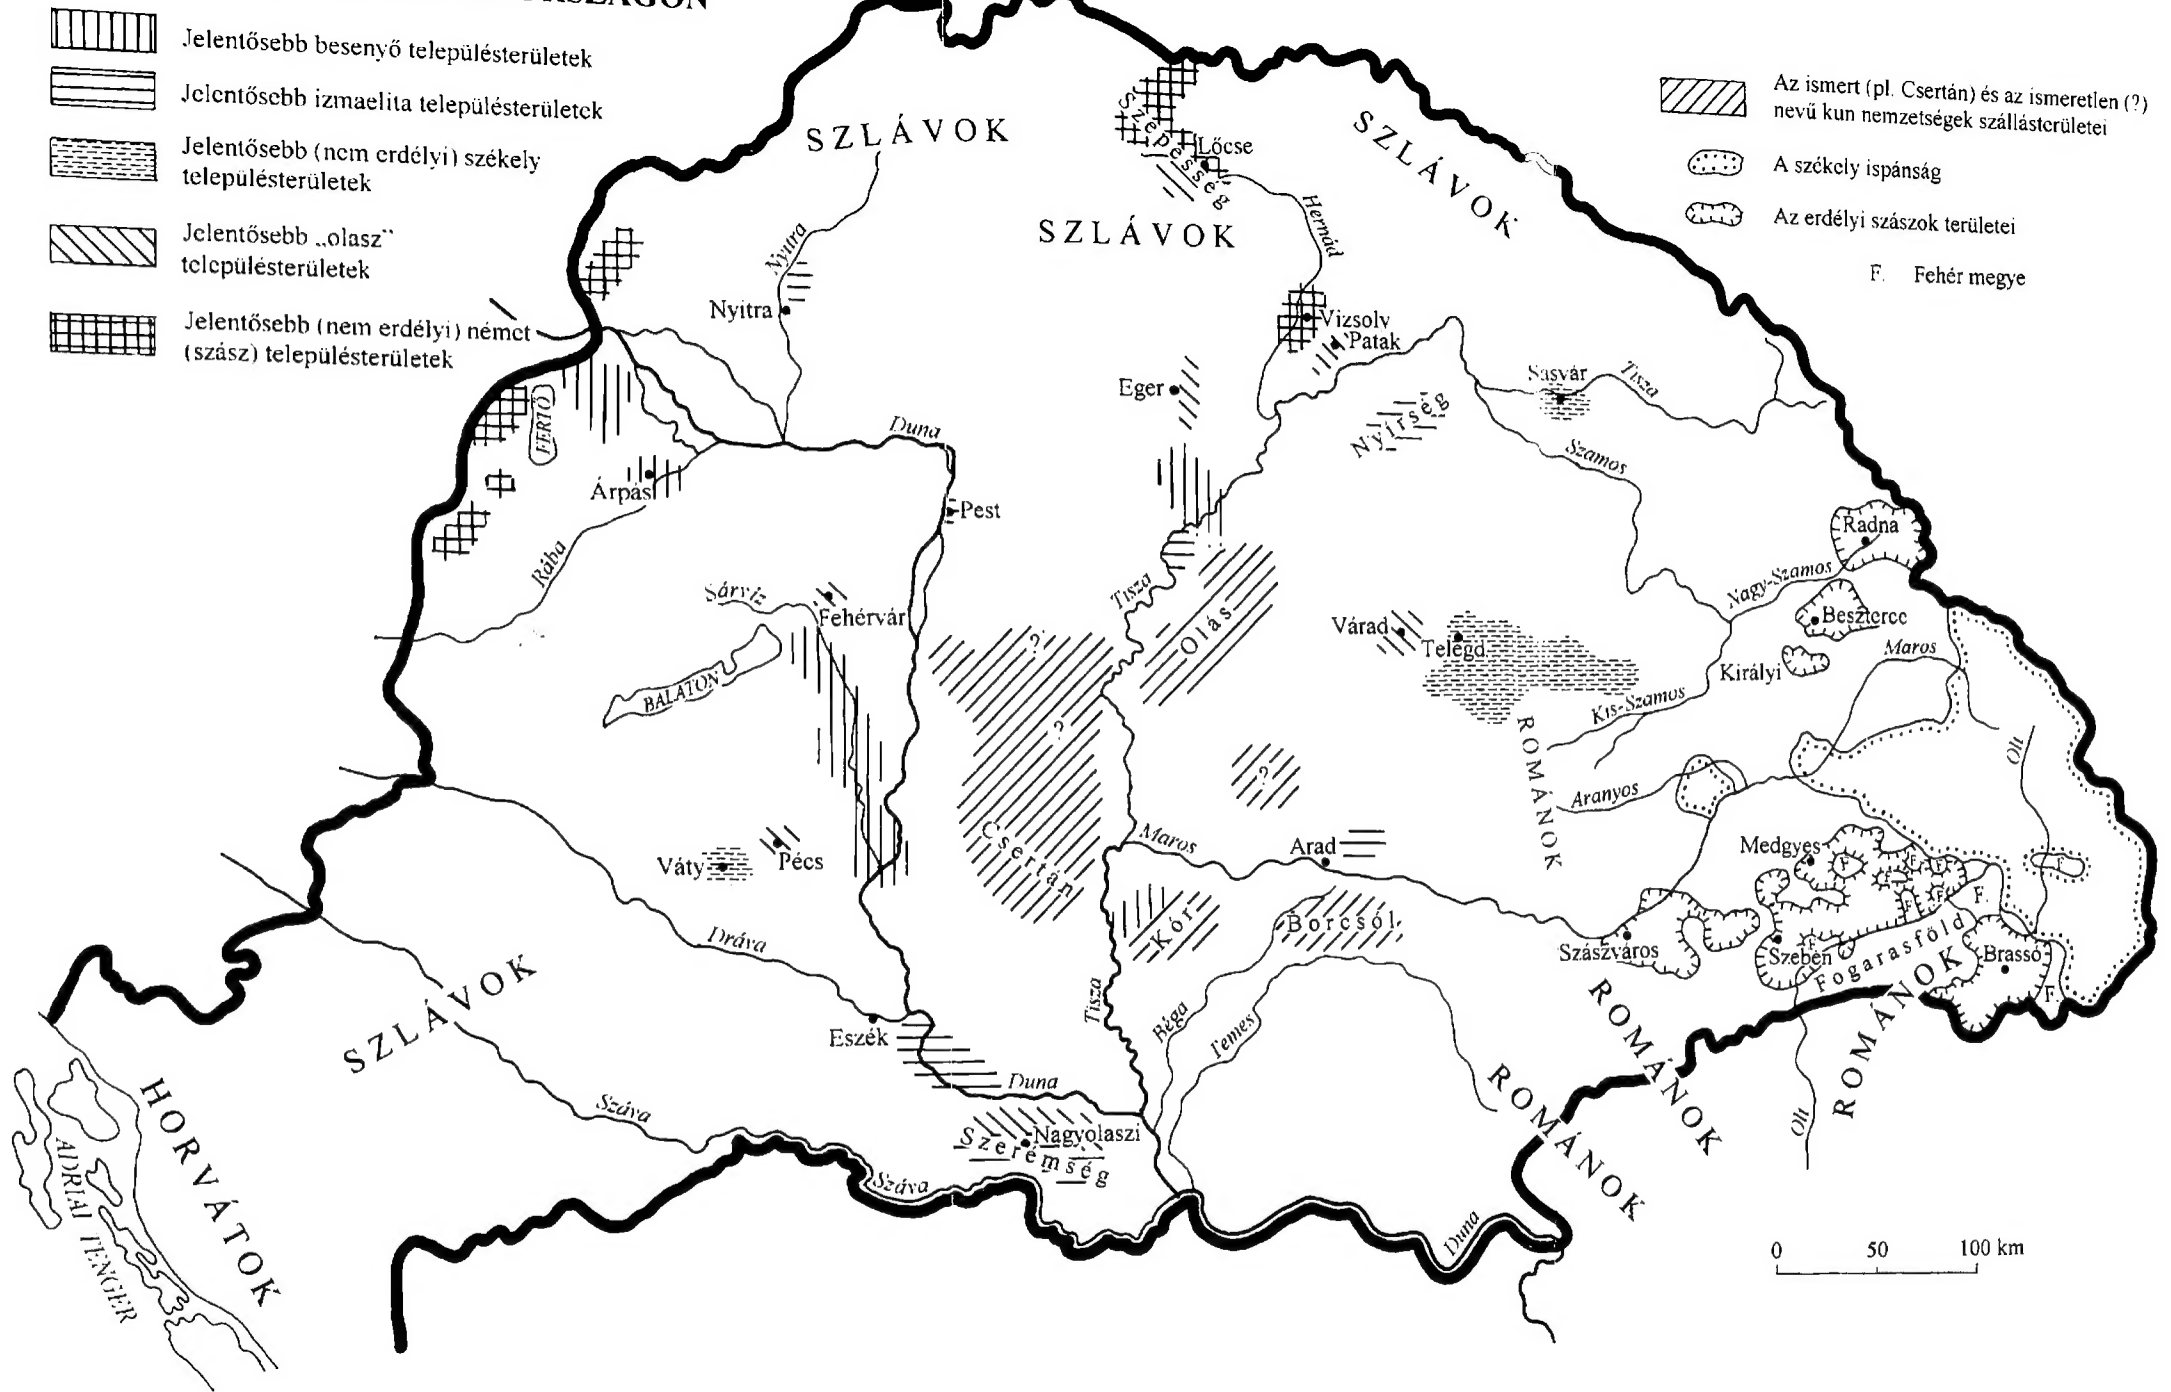 Jelentősebb besenyő településterületek
Jelentősebb izmaelita településterületek
Jelentősebb (nem erdélyi) székely
településterületek
Jelentősebb „olasz”
településterületek
Jelentősebb (nem erdélyi) német
(szász) településterületek
Az ismert (pl. Csertán) és az ismeretlen (?)
nevű kun nemzetségek szállásterületei
A székely ispánság
Az erdélyi szászok területei
F. Fehér megye
SZLÁVOK
Szepesség
Lőcse
SZLÁVOK
SZLÁVOK
Hernád
Nyitra
Nyitra
Vizsoly
Patak
Eger
Nyírség
Sasvár
Tisza
Szamos
FERTŐ
Duna
Árpás
Pest
Rába
Radna
Nagy-Szamos
Tisza
Sárvíz
Fehérvár
Olás
Várad
Telegd
Beszterce
Maros
Királyi
BALATON
?
?
?
Kis-Szamos
ROMÁNOK
Olt
Aranyos
Csertán
Maros
Arad
Medgyes
Váty
Pécs
F
F
F
F
F
F
F
F.
F
Kór
Borcsól
Dráva
Szászváros
Szeben
F
Fogarasföld
Brassó
F.
SZLÁVOK
Tisza
Béga
Temes
ROMÁNOK
ROMÁNOK
ROMÁNOK
Eszék
Duna
Olt
HORVÁTOK
Száva
Nagyolaszi
Szerémség
Száva
ADRIAI TENGER
Duna
0 50 100 km